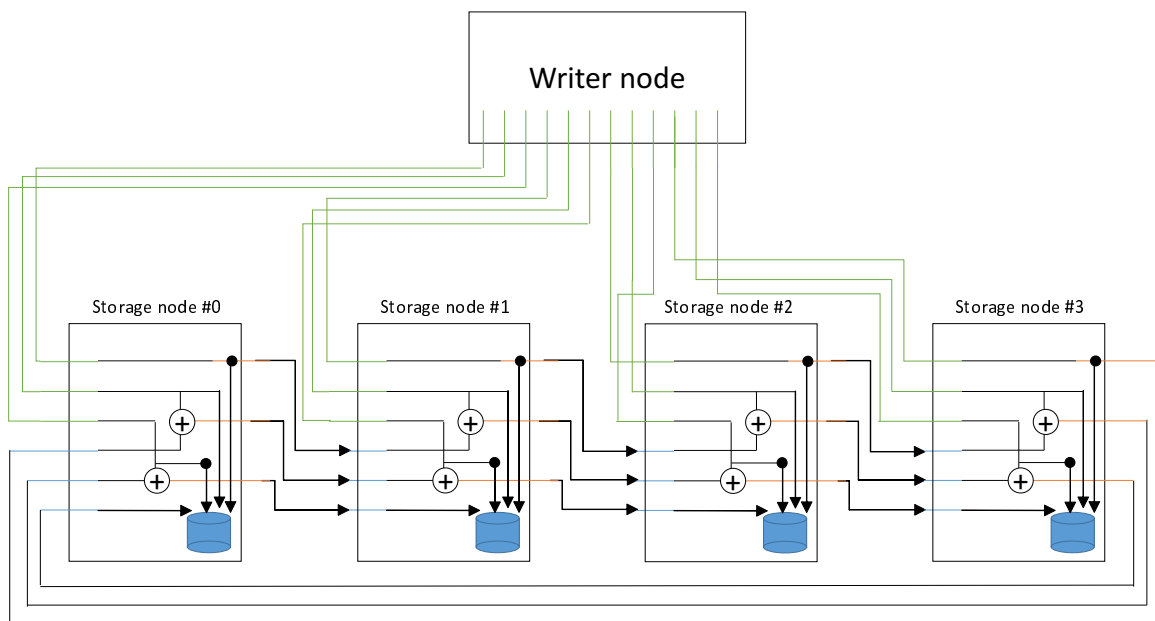 Writer node
Storage node #0
Storage node #1
Storage node #2
Storage node #3
+
+
+
+
+
+
+
+